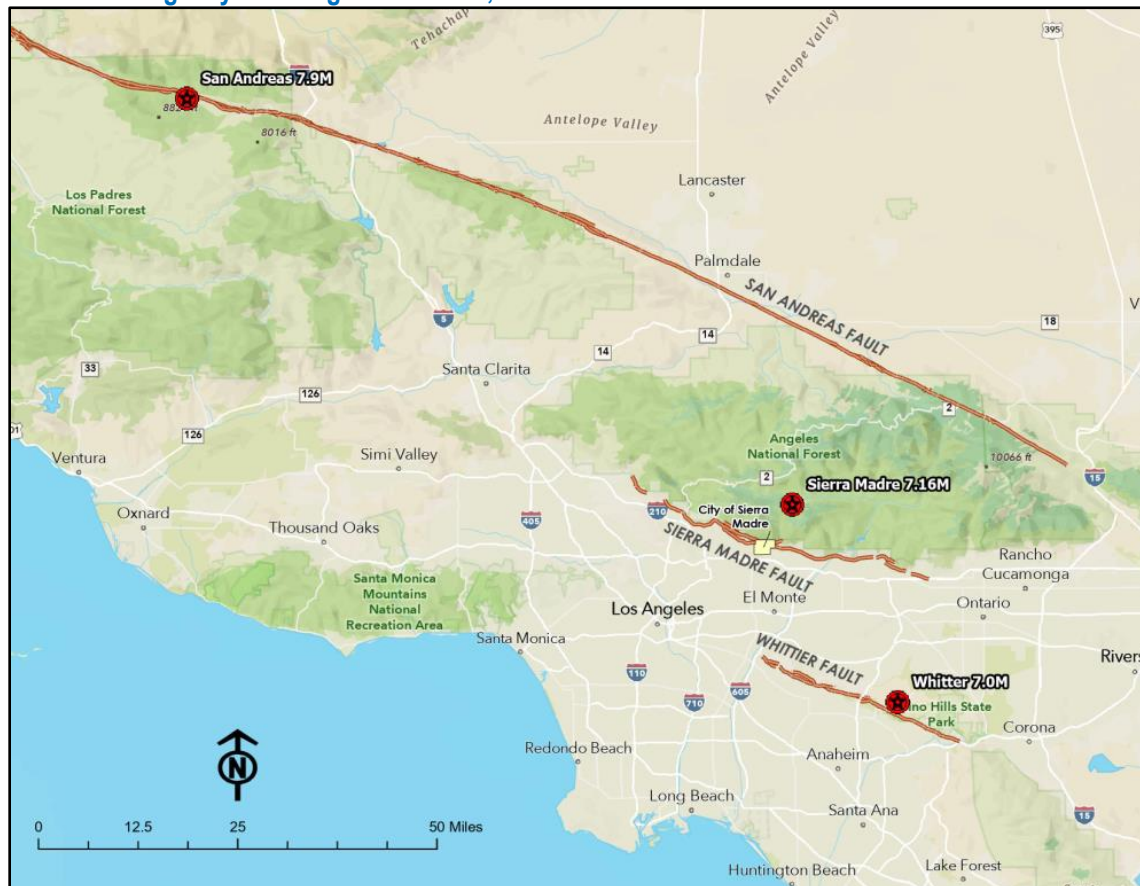 395
Tehachap
San Andreas 7.9M
8016 ft
Antelope Valley
Antelope Valley
Los Padres
National Forest
Lancaster
Palmdale
SAN ANDREAS FAULT
5
14
18
V
33
126
Santa Clarita
14
126
2
01
Ventura
Simi Valley
Angeles
National Forest
10066 ft
2
15
Sierra Madre 7.16M
City of Sierra
Madre
Oxnard
Thousand Oaks
405
210
SIERRA MADRE FAULT
Rancho
Cucamonga
Santa Monica
Mountains
National
Recreation Area
El Monte
Los Angeles
Ontario
Santa Monica
WHITTIER FAULT
Rivers
110
605
710
Whitter 7.0M
ino Hills State
Park
Corona
N
Redondo Beach
Anaheim
Long Beach
Santa Ana
15
0
12.5
25
50 Miles
Huntington Beach
Lake Forest